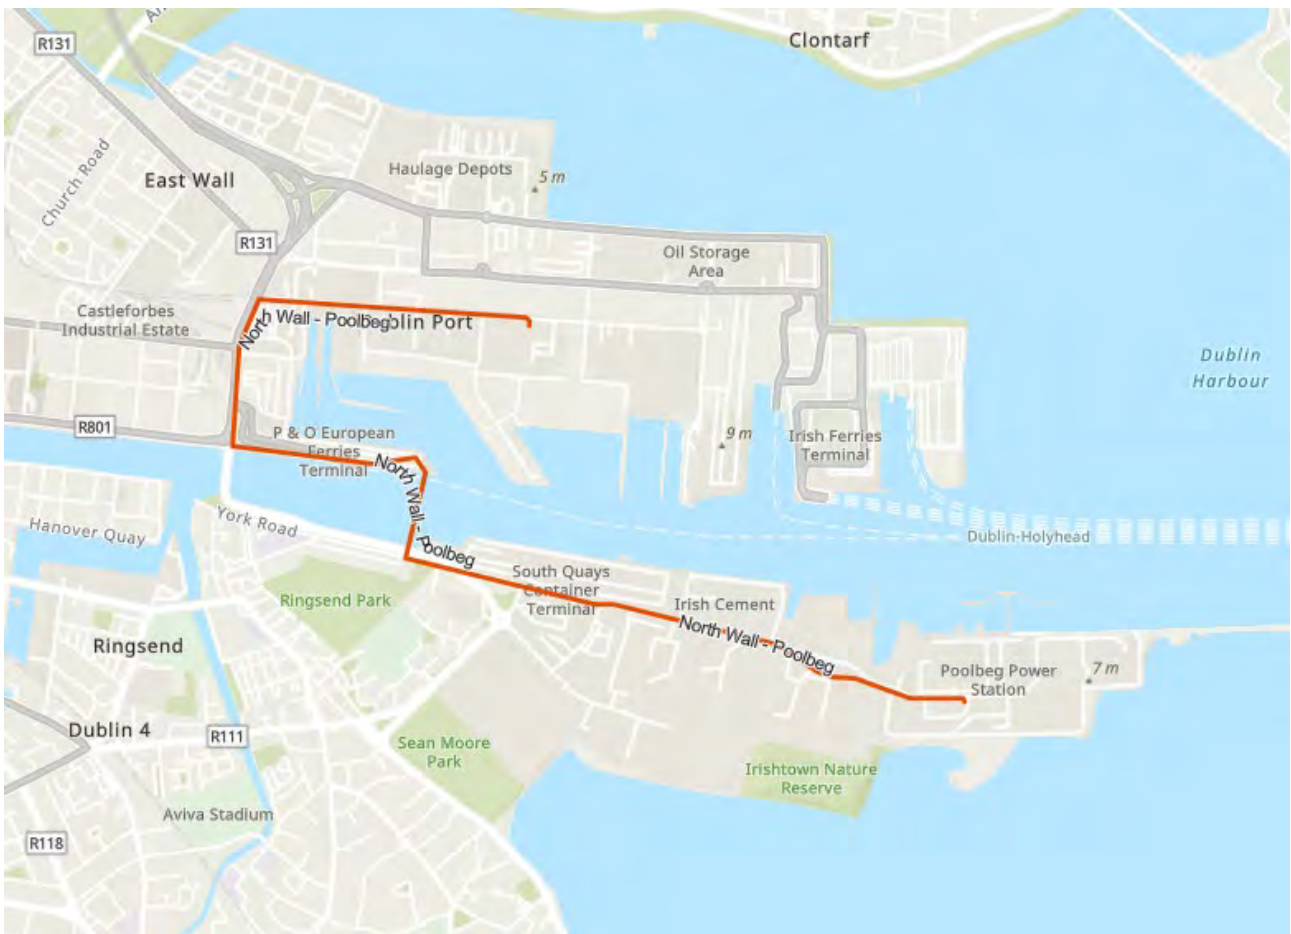 R131
Clontarf
Church Road
Haulage Depots
5 m
East Wall
R131
Oil Storage
Area
Castleforbes
Industrial Estate
North Wall - Poolbeg
blin Port
Dublin
Harbour
R801
P & O European
Ferries
Terminal
9 m
Irish Ferries
Terminal
North Wall - Poolbeg
Hanover Quay
York Road
Dublin-Holyhead
South Quays
Container
Terminal
Ringsend Park
Irish Cement
North Wall - Poolbeg
Ringsend
Poolbeg Power
Station
7 m
Dublin 4
R111
Sean Moore
Park
Irishtown Nature
Reserve
Aviva Stadium
R118